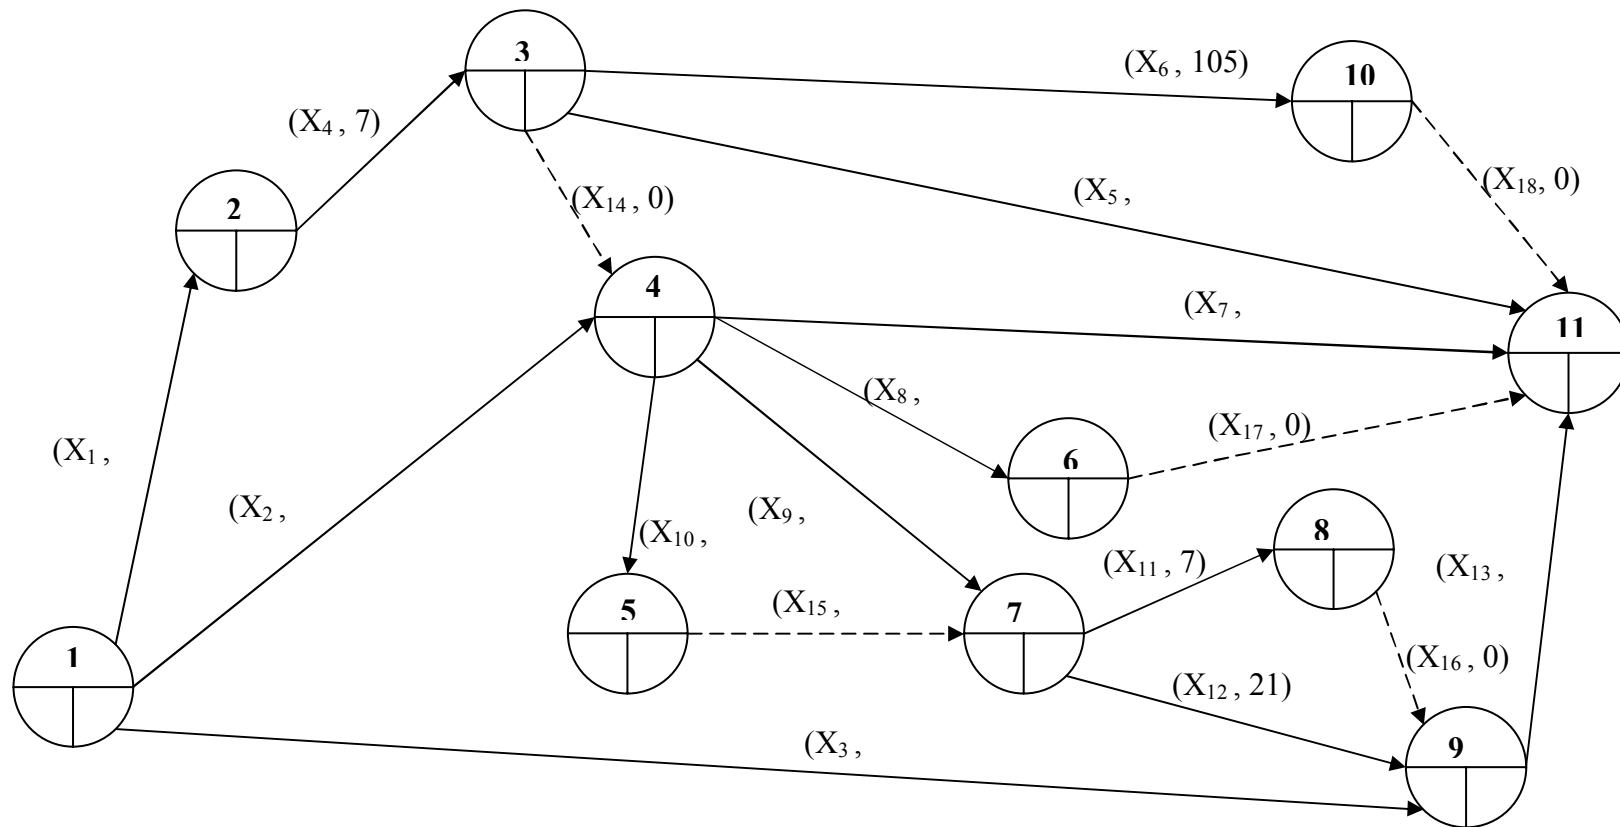 3
(X₆ , 105)
10
(X₄ , 7)
(X₁₄ , 0)
(X₅ ,
(X₁₈, 0)
2
4
(X₇ ,
11
(X₈ ,
(X₁₇ , 0)
(X₁ ,
6
(X₂ ,
(X₉ ,
(X₁₀ ,
8
(X₁₁ , 7)
(X₁₃ ,
5
(X₁₅ ,
7
1
(X₁₆ , 0)
(X₁₂ , 21)
(X₃ ,
9